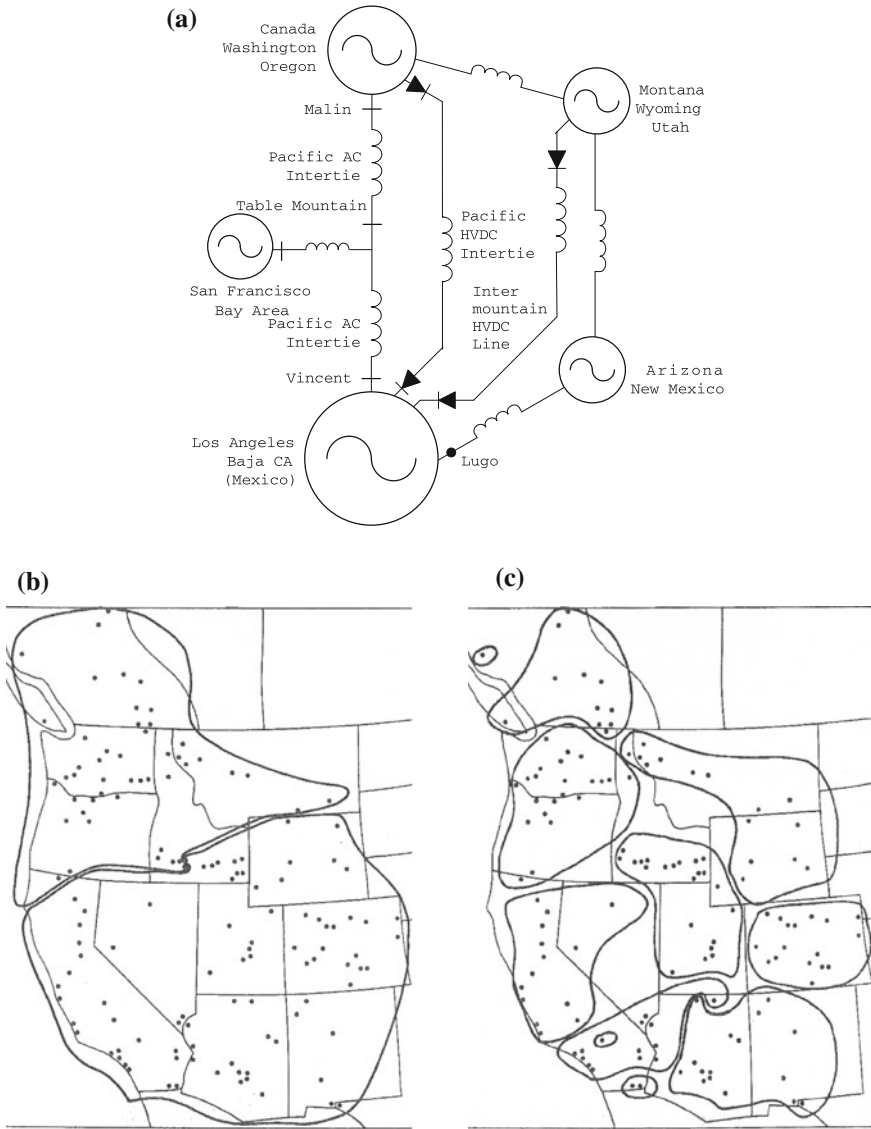 (a)
Canada
Washington
Oregon
Malin
Montana
Wyoming
Utah
Pacific AC
Intertie
Table Mountain
Pacific
HVDC
Intertie
San Francisco
Bay Area
Pacific AC
Intertie
Inter
mountain
HVDC
Line
Vincent
Arizona
New Mexico
Los Angeles
Baja CA
(Mexico)
Lugo
(b)
(c)